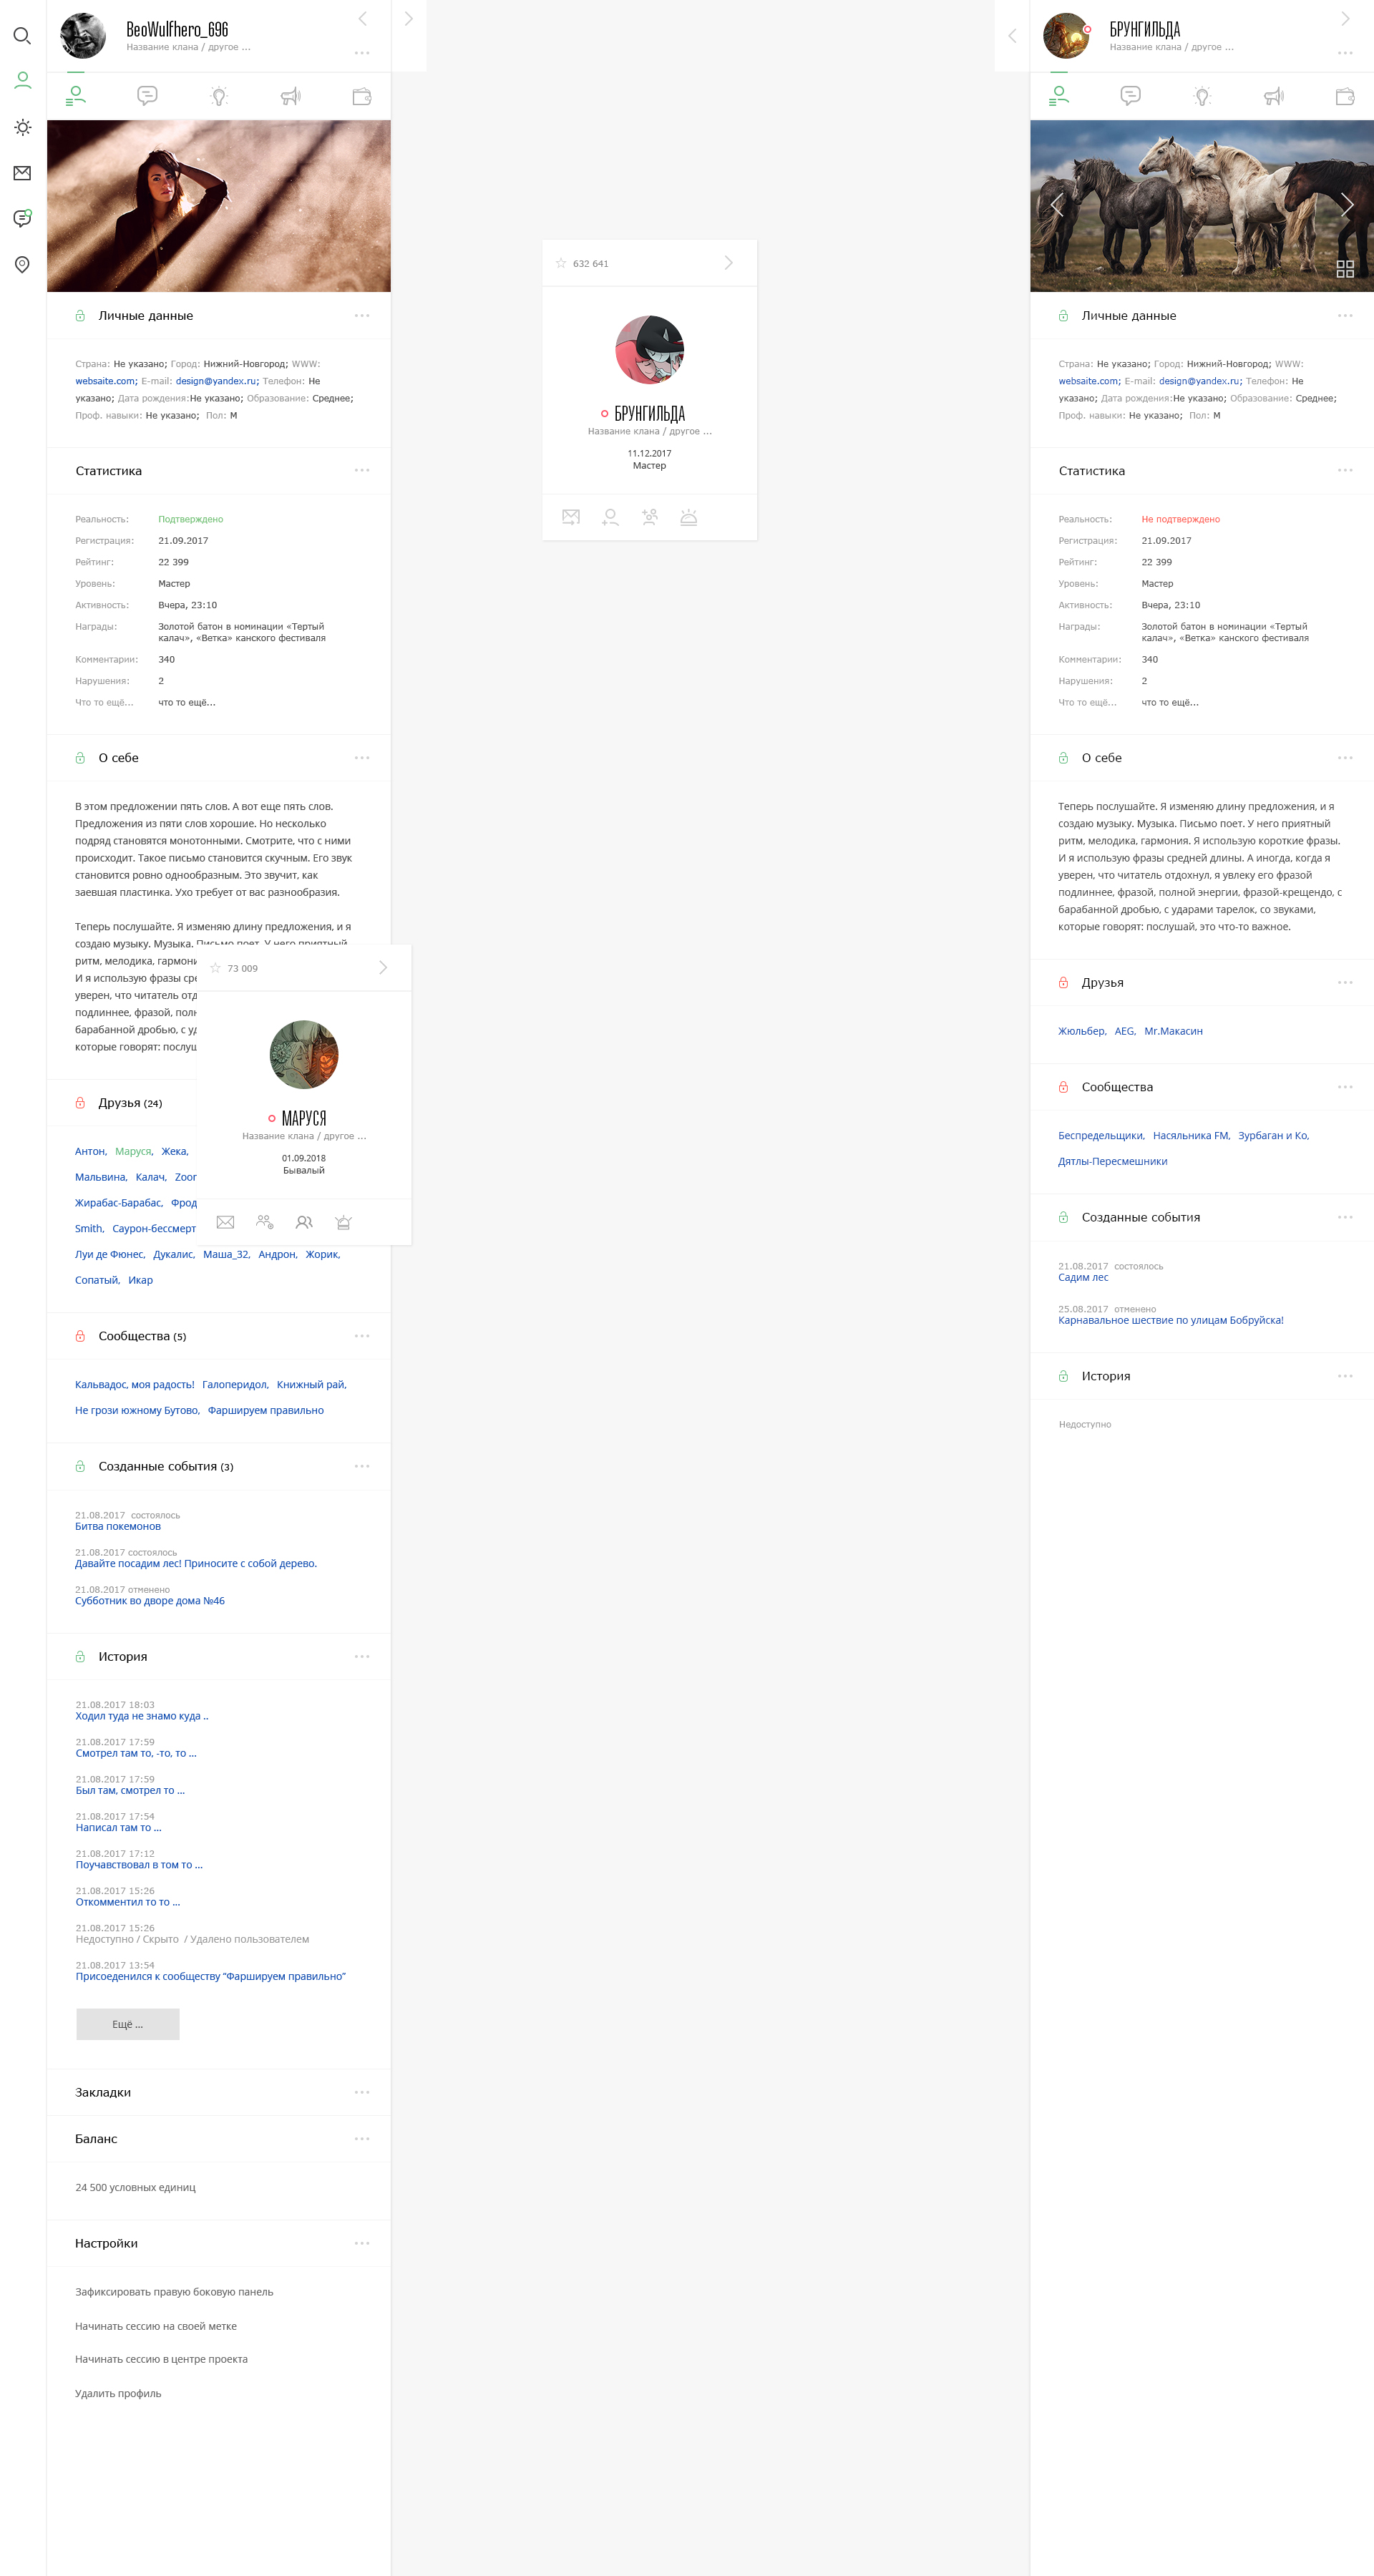 BeoWulfhero_696
Название клана / другое ...
Личные данные
Страна: Не указано; Город: Нижний-Новгород; WWW:
websaite.com; E-mail: design@yandex.ru; Телефон: Не
указано; Дата рождения:Не указано; Образование: Среднее;
Проф. навыки: Не указано; Пол: М
Статистика
Реальность: Подтверждено
Регистрация: 21.09.2017
Рейтинг: 22 399
Уровень: Мастер
Активность: Вчера, 23:10
Награды: Золотой батон в номинации «Тертый
калач», «Ветка» канского фестиваля
Комментарии: 340
Нарушения: 2
Что то ещё... что то ещё...
О себе
В этом предложении пять слов. А вот еще пять слов.
Предложения из пяти слов хорошие. Но несколько
подряд становятся монотонными. Смотрите, что с ними
происходит. Такое письмо становится скучным. Его звук
становится ровно однообразным. Это звучит, как
заевшая пластинка. Ухо требует от вас разнообразия.
Теперь послушайте. Я изменяю длину предложения, и я
создаю музыку. Музыка. Письмо поет. У него приятный
ритм, мелодика, гармони
И я использую фразы сре
уверен, что читатель отд
подлиннее, фразой, полн
барабанной дробью, с уд
которые говорят: послуш
Друзья (24)
Антон, Маруся, Жека,
Мальвина, Калач, Zoor
Жирабас-Барабас, Фрод
Smith, Саурон-бессмерт
Луи де Фюнес, Дукалис, Маша_32, Андрон, Жорик,
Сопатый, Икар
Сообщества (5)
Кальвадос, моя радость! Галоперидол, Книжный рай,
Не грози южному Бутово, Фаршируем правильно
Созданные события (3)
21.08.2017 состоялось
Битва покемонов
21.08.2017 состоялось
Давайте посадим лес! Приносите с собой дерево.
21.08.2017 отменено
Субботник во дворе дома №46
История
21.08.2017 18:03
Ходил туда не знамо куда ..
21.08.2017 17:59
Смотрел там то, -то, то ...
21.08.2017 17:59
Был там, смотрел то ...
21.08.2017 17:54
Написал там то ...
21.08.2017 17:12
Поучавствовал в том то ...
21.08.2017 15:26
Откомментил то то ...
21.08.2017 15:26
Недоступно / Скрыто / Удалено пользователем
21.08.2017 13:54
Присоеденился к сообществу “Фаршируем правильно”
Ещё ...
Закладки
Баланс
24 500 условных единиц
Настройки
Зафиксировать правую боковую панель
Начинать сессию на своей метке
Начинать сессию в центре проекта
Удалить профиль
73 009
МАРУСЯ
Название клана / другое ...
01.09.2018
Бывалый
632 641
БРУНГИЛЬДА
Название клана / другое ...
11.12.2017
Мастер
БРУНГИЛЬДА
Название клана / другое ...
Личные данные
Страна: Не указано; Город: Нижний-Новгород; WWW:
websaite.com; E-mail: design@yandex.ru; Телефон: Не
указано; Дата рождения:Не указано; Образование: Среднее;
Проф. навыки: Не указано; Пол: М
Статистика
Реальность: Не подтверждено
Регистрация: 21.09.2017
Рейтинг: 22 399
Уровень: Мастер
Активность: Вчера, 23:10
Награды: Золотой батон в номинации «Тертый
калач», «Ветка» канского фестиваля
Комментарии: 340
Нарушения: 2
Что то ещё... что то ещё...
О себе
Теперь послушайте. Я изменяю длину предложения, и я
создаю музыку. Музыка. Письмо поет. У него приятный
ритм, мелодика, гармония. Я использую короткие фразы.
И я использую фразы средней длины. А иногда, когда я
уверен, что читатель отдохнул, я увлеку его фразой
подлиннее, фразой, полной энергии, фразой-крещендо, с
барабанной дробью, с ударами тарелок, со звуками,
которые говорят: послушай, это что-то важное.
Друзья
Жюльбер, AEG, Mr.Макасин
Сообщества
Беспредельщики, Насяльника FM, Зурбаган и Ко,
Дятлы-Пересмешники
Созданные события
21.08.2017 состоялось
Садим лес
25.08.2017 отменено
Карнавальное шествие по улицам Бобруйска!
История
Недоступно